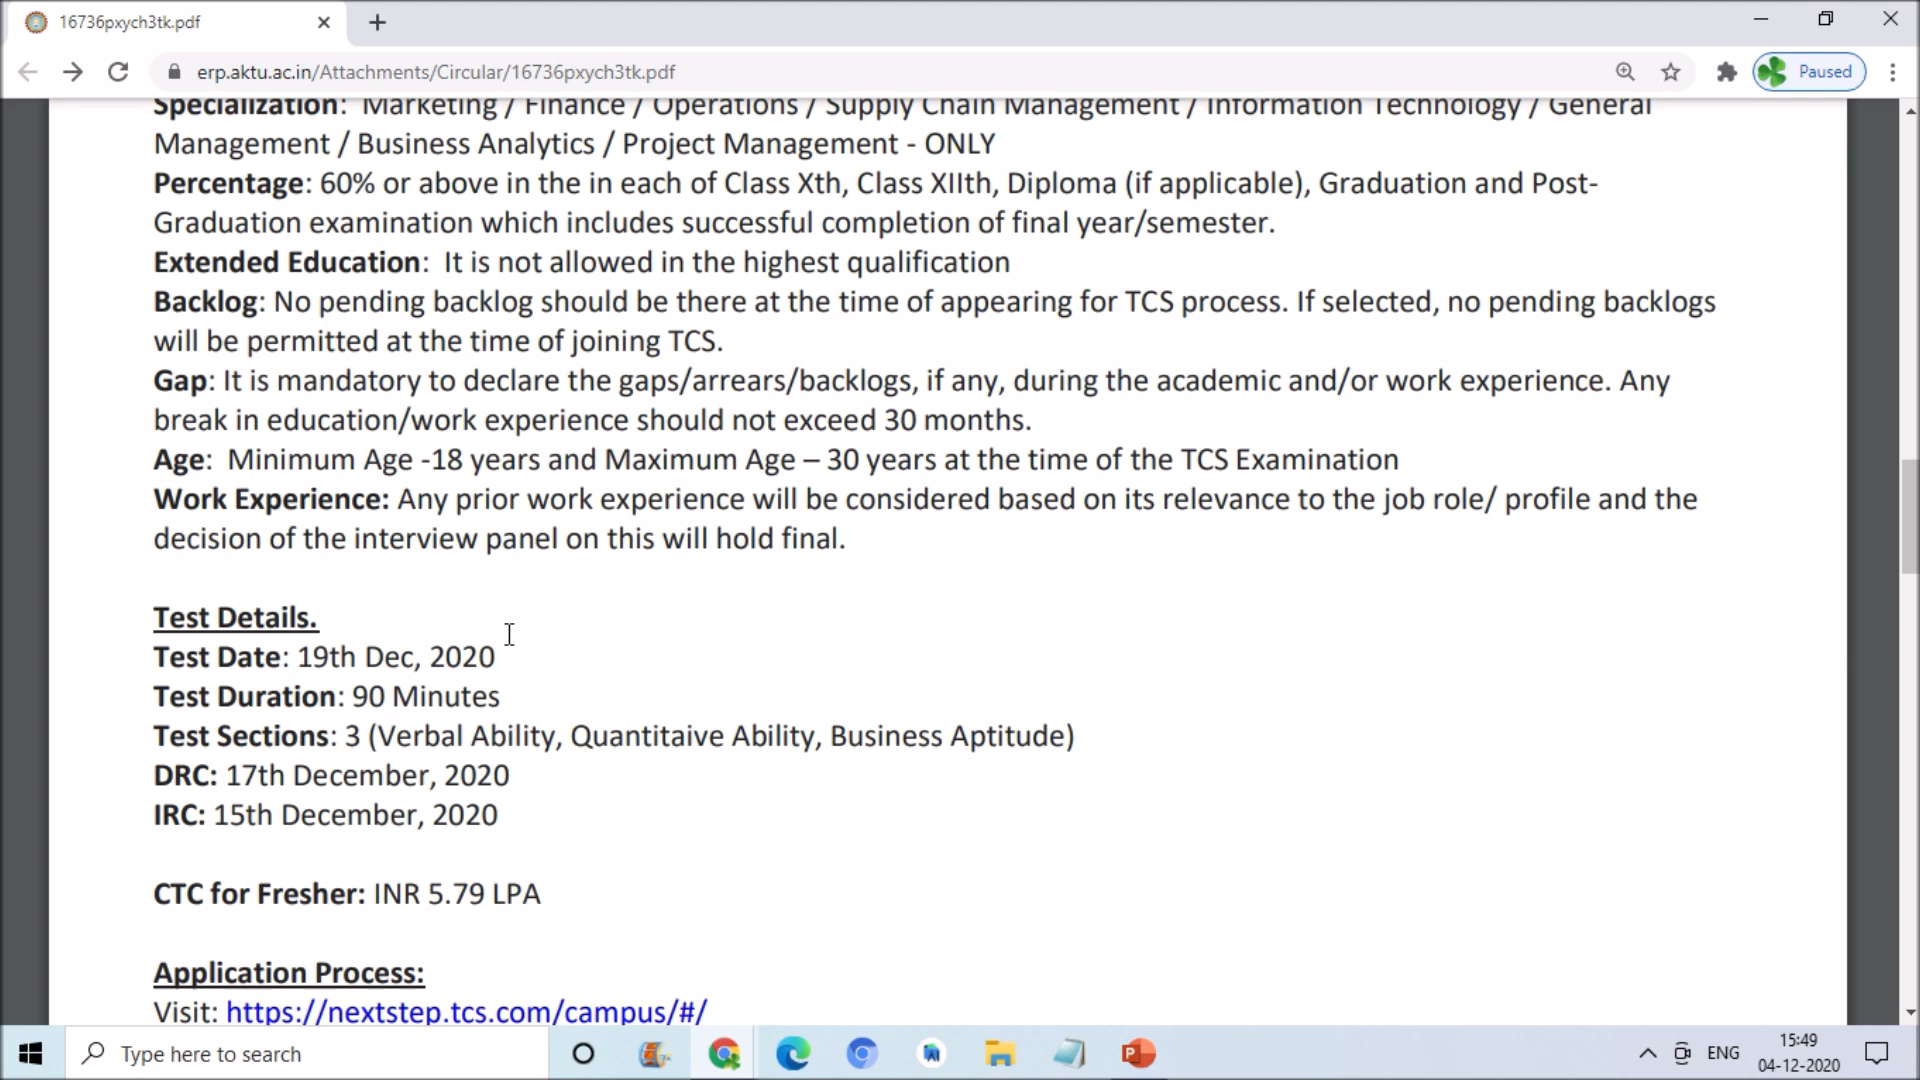 16736pxych3tk.pdf
erp.aktu.ac.in/Attachments/Circular/16736pxych3tk.pdf
Paused
Specialization: Marketing / Finance / Operations / Supply Chain Management / Information Technology / General
Management / Business Analytics / Project Management - ONLY
Percentage: 60% or above in the in each of Class Xth, Class XIIth, Diploma (if applicable), Graduation and Post-
Graduation examination which includes successful completion of final year/semester.
Extended Education: It is not allowed in the highest qualification
Backlog: No pending backlog should be there at the time of appearing for TCS process. If selected, no pending backlogs
will be permitted at the time of joining TCS.
Gap: It is mandatory to declare the gaps/arrears/backlogs, if any, during the academic and/or work experience. Any
break in education/work experience should not exceed 30 months.
Age: Minimum Age -18 years and Maximum Age – 30 years at the time of the TCS Examination
Work Experience: Any prior work experience will be considered based on its relevance to the job role/ profile and the
decision of the interview panel on this will hold final.
Test Details.
Test Date: 19th Dec, 2020
Test Duration: 90 Minutes
Test Sections: 3 (Verbal Ability, Quantitaive Ability, Business Aptitude)
DRC: 17th December, 2020
IRC: 15th December, 2020
CTC for Fresher: INR 5.79 LPA
Application Process:
Visit: https://nextstep.tcs.com/campus/#/
Type here to search
ENG
15:49
04-12-2020